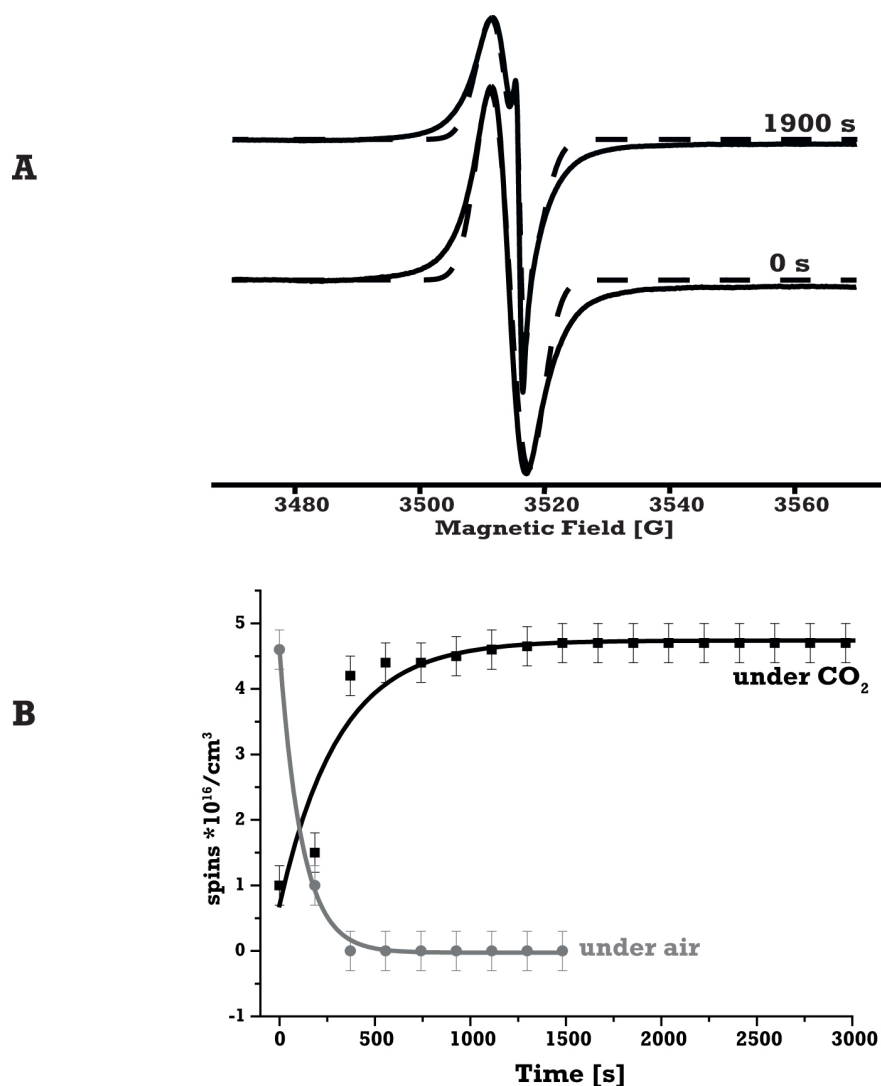 A
1900 s
0 s
3480 3500 3520 3540 3560
Magnetic Field [G]
B
spins *10¹⁶/cm³
5
4
3
2
1
0
-1
under CO₂
under air
0 500 1000 1500 2000 2500 3000
Time [s]